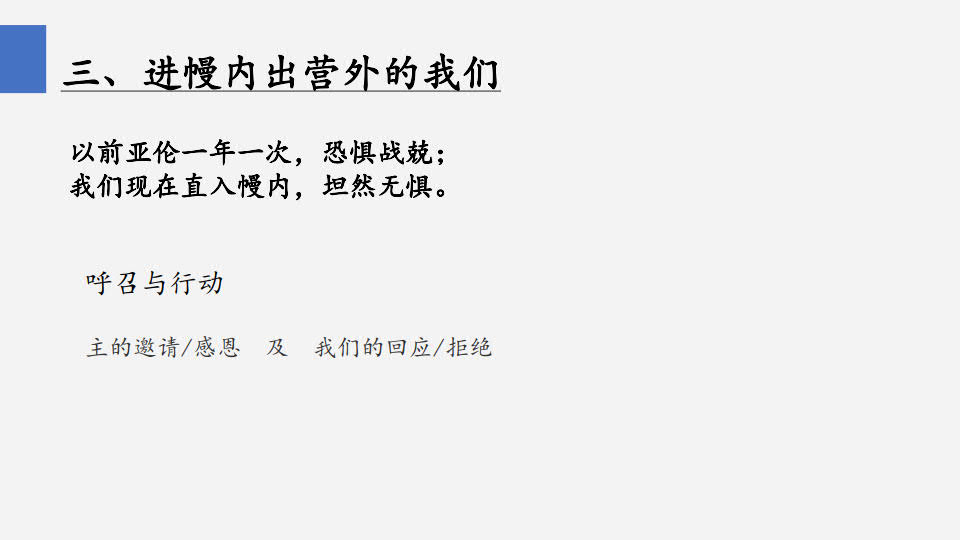 三、进幔内出营外的我们
以前亚伦一年一次，恐惧战兢；
我们现在直入幔内，坦然无惧。
呼召与行动
主的邀请/感恩　及　我们的回应/拒绝